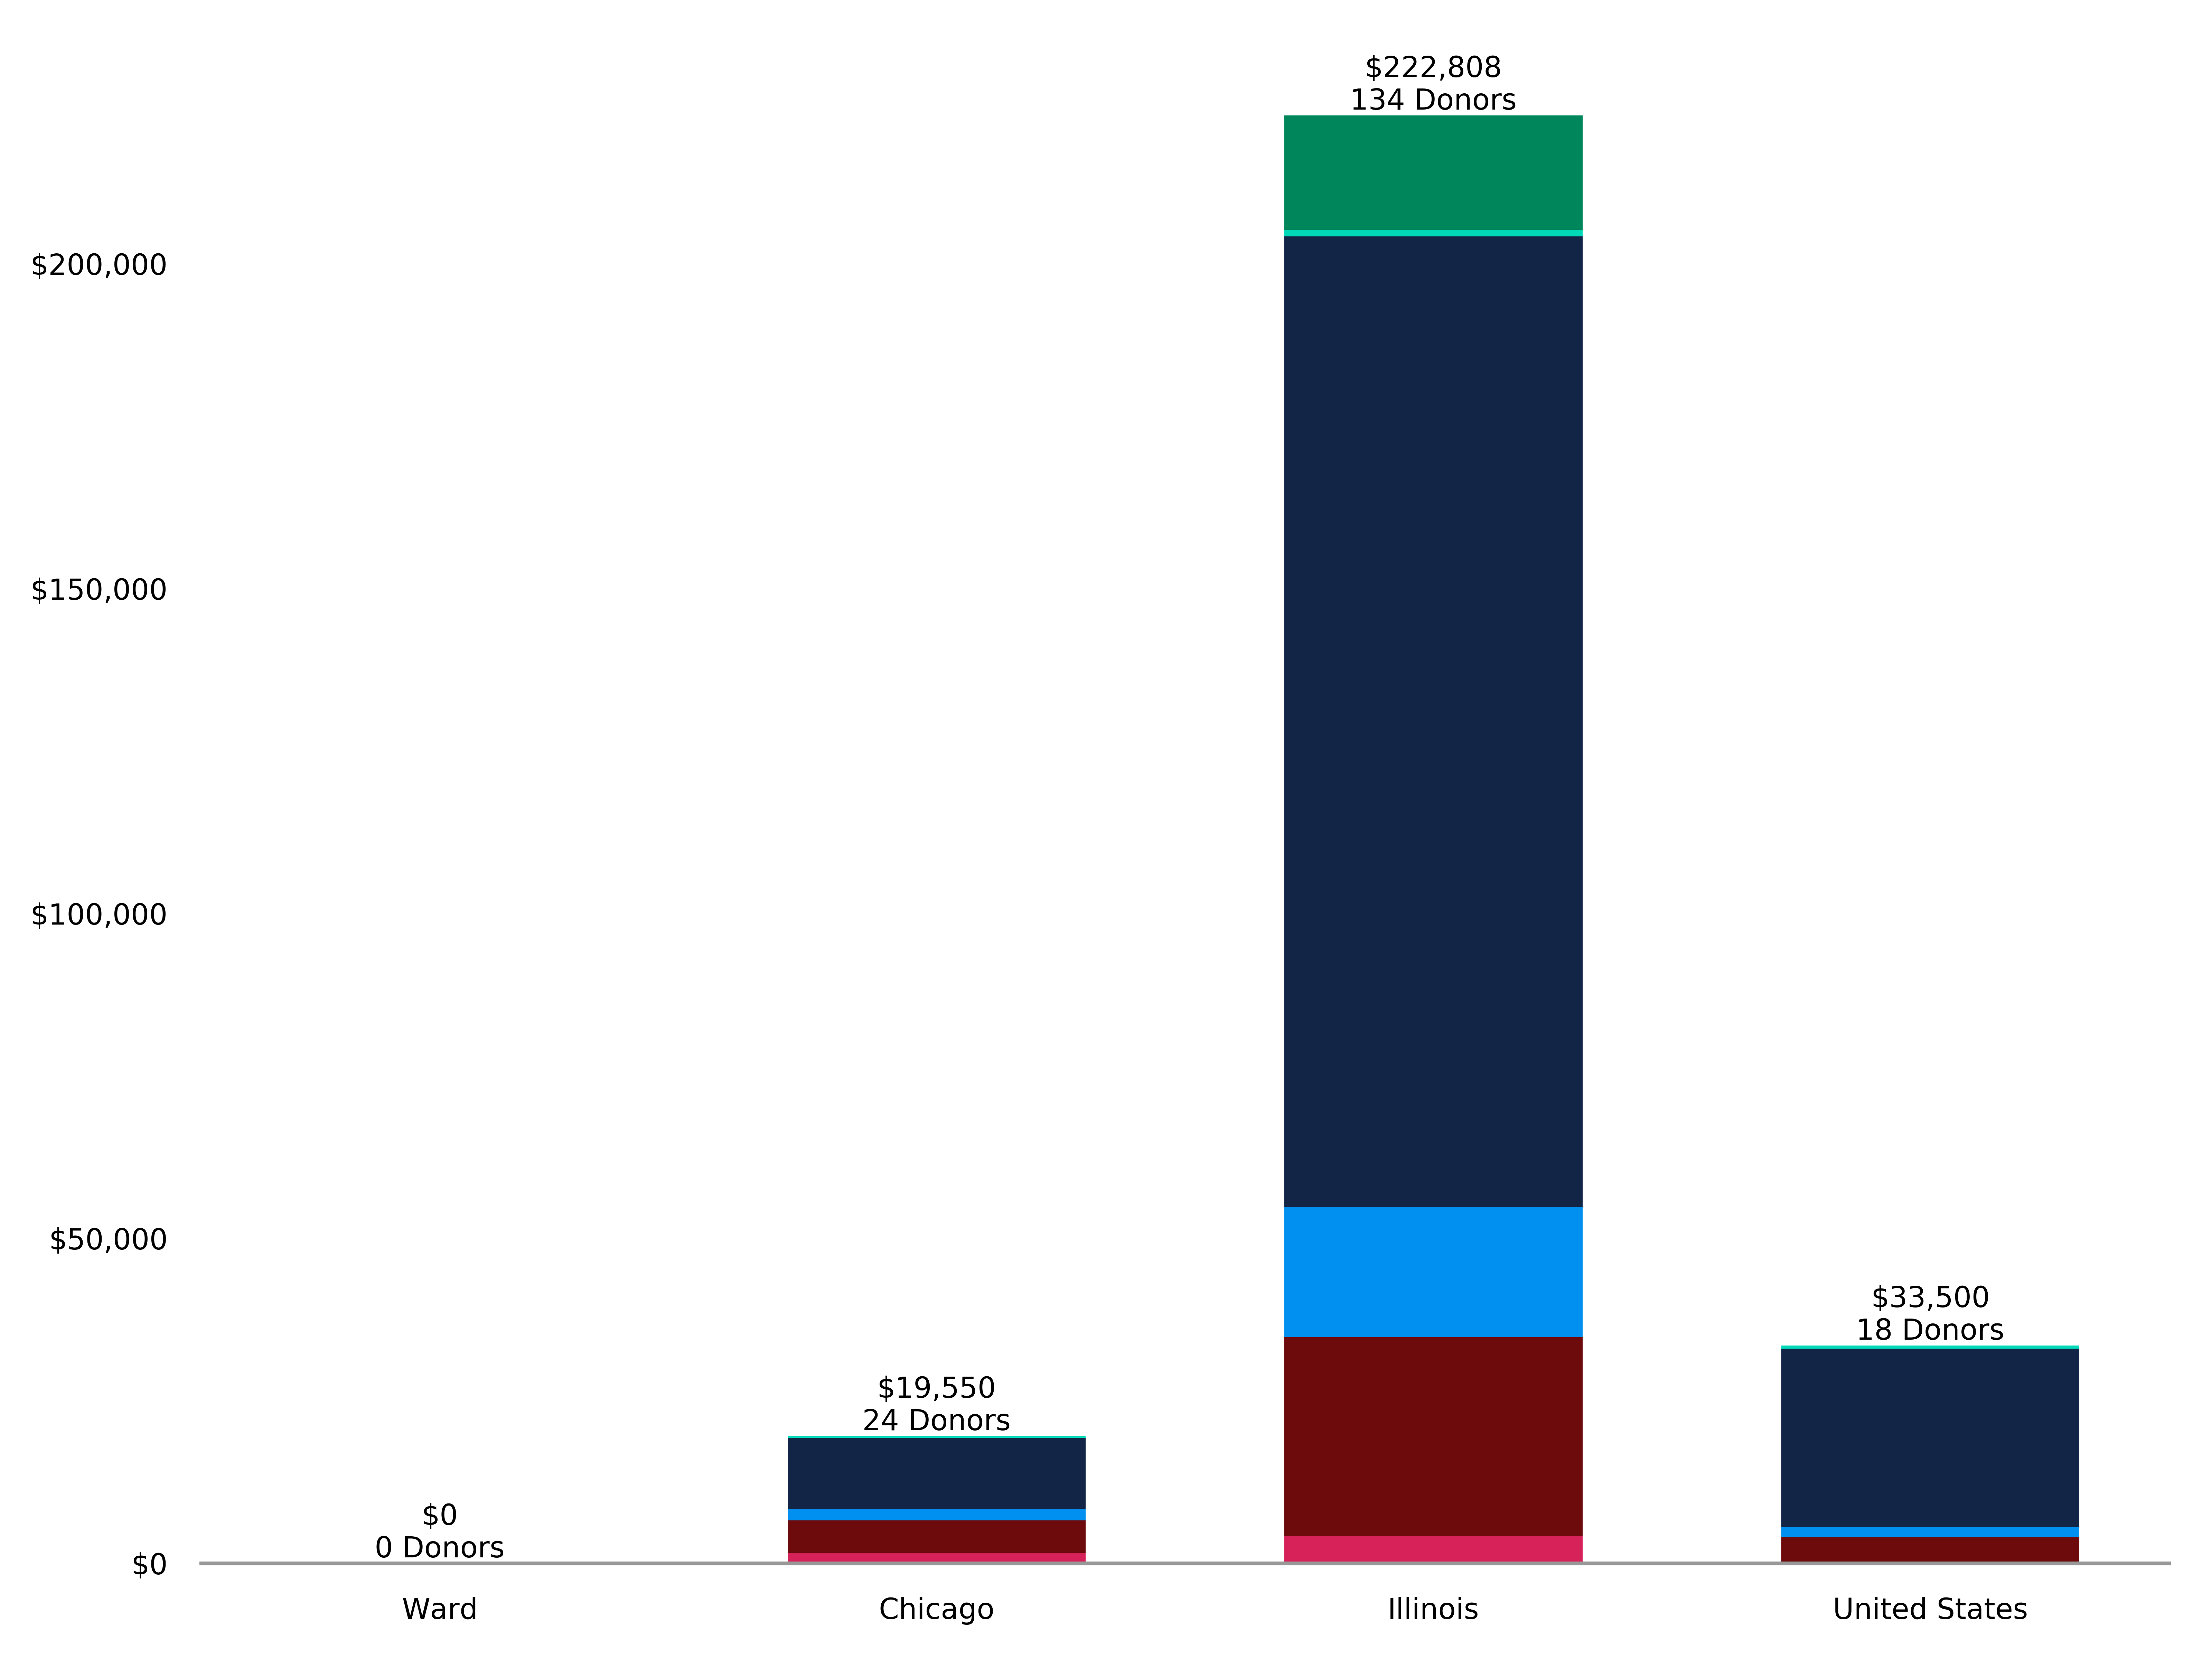 $222,808
134 Donors
$200,000
$150,000
$100,000
$50,000
$33,500
18 Donors
$19,550
24 Donors
$0
0 Donors
$0
Ward
Chicago
Illinois
United States